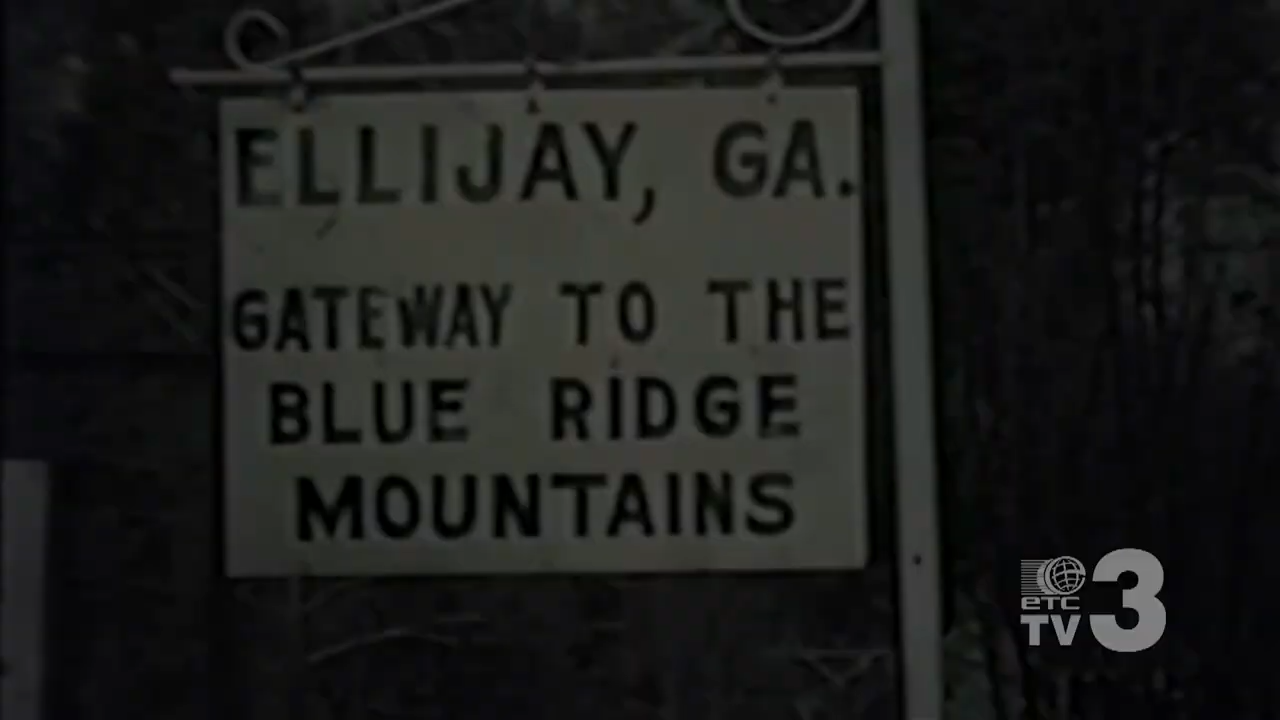 ELLIJAY, GA.
GATEWAY TO THE
BLUE RIDGE
MOUNTAINS
etc
TV 3